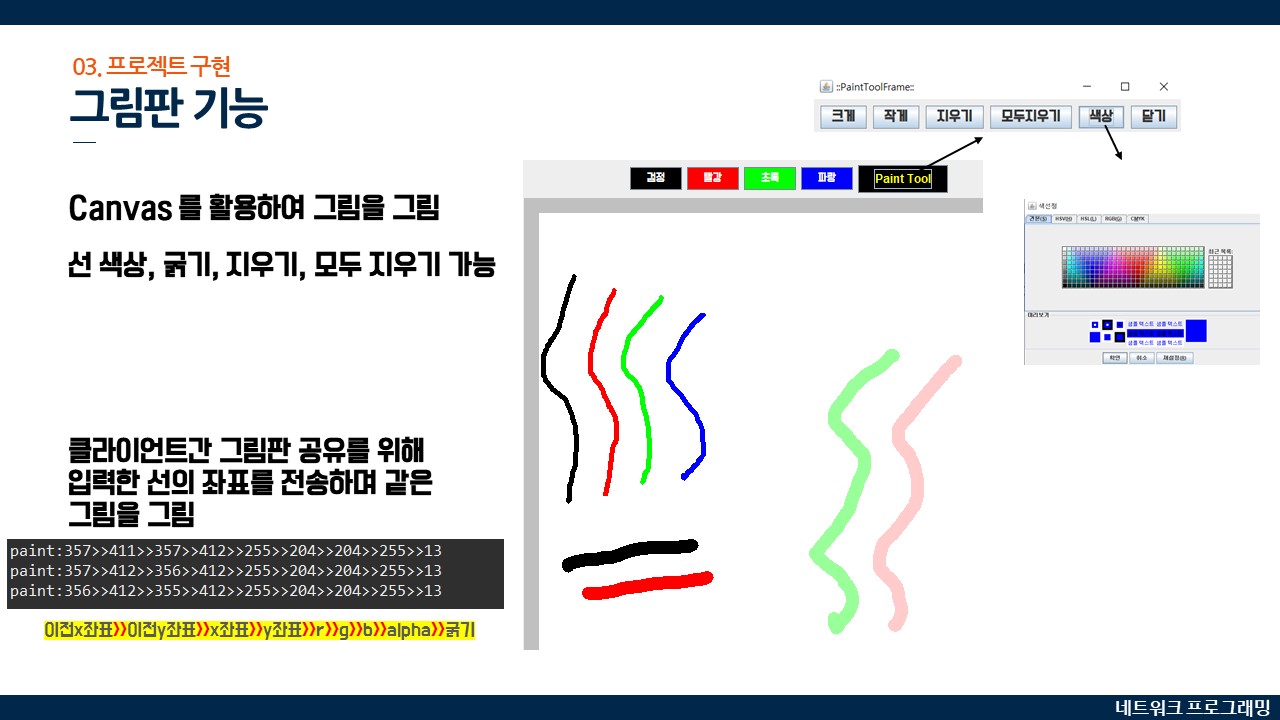 03. 프로젝트 구현
그림판 기능
Canvas 를 활용하여 그림을 그림
선 색상, 굵기, 지우기, 모두 지우기 가능
클라이언트간 그림판 공유를 위해
입력한 선의 좌표를 전송하며 같은
그림을 그림
paint:357>>411>>357>>412>>255>>204>>204>>255>>13
paint:357>>412>>356>>412>>255>>204>>204>>255>>13
paint:356>>412>>355>>412>>255>>204>>204>>255>>13
이전x좌표>>이전y좌표>>x좌표>>y좌표>>r>>g>>b>>alpha>>굵기
::PaintToolFrame::
크게 작게 지우기 모두지우기 색상 닫기
검정 빨강 초록 파랑 Paint Tool
색선정
견본(S) HSV(H) HSL(L) RGB(G) CMYK
최근 목록:
미리보기
샘플 텍스트 샘플 텍스트
샘플 텍스트 샘플 텍스트
샘플 텍스트 샘플 텍스트
확인 취소 재설정(R)
네트워크 프로그래밍